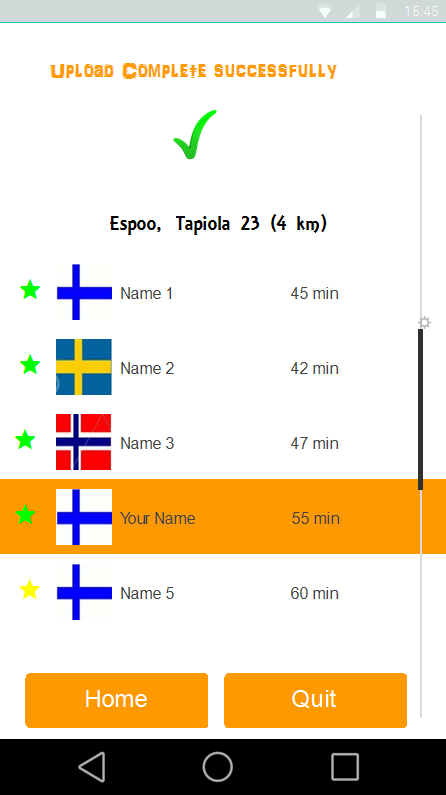 15:45
Upload Complete successfully
Espoo, Tapiola 23 (4 km)
Name 1 45 min
Name 2 42 min
Name 3 47 min
Your Name 55 min
Name 5 60 min
Home Quit